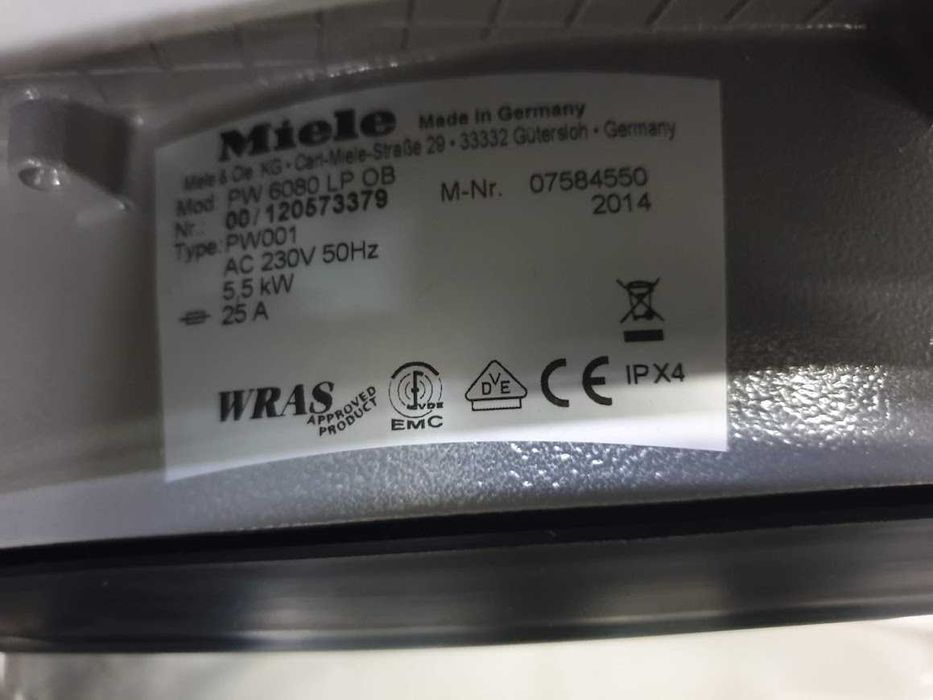 Miele Made in Germany
Miele & Cie. KG · Carl-Miele-Straße 29 · 33332 Gütersloh · Germany
Mod. PW 6080 LP OB
Nr.: 00/120573379
M-Nr. 07584550
2014
Type: PW001
AC 230V 50Hz
5,5 kW
25 A
WRAS APPROVED PRODUCT
VDE
EMC
DVE
CE
IPX4